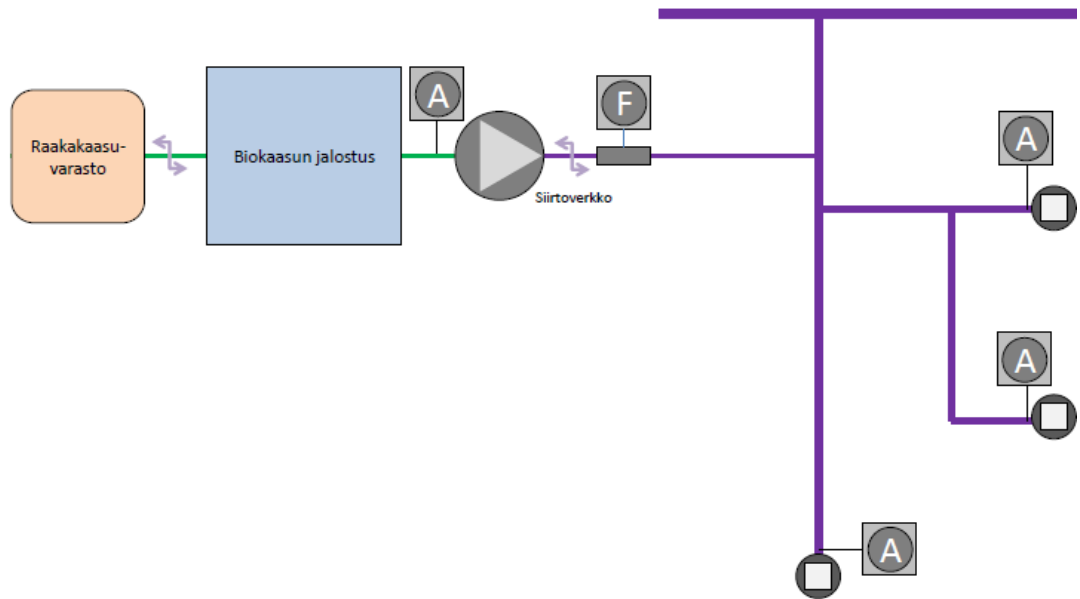 A
F
A
Raakakaasu-
varasto
Biokaasun jalostus
Siirtoverkko
A
A